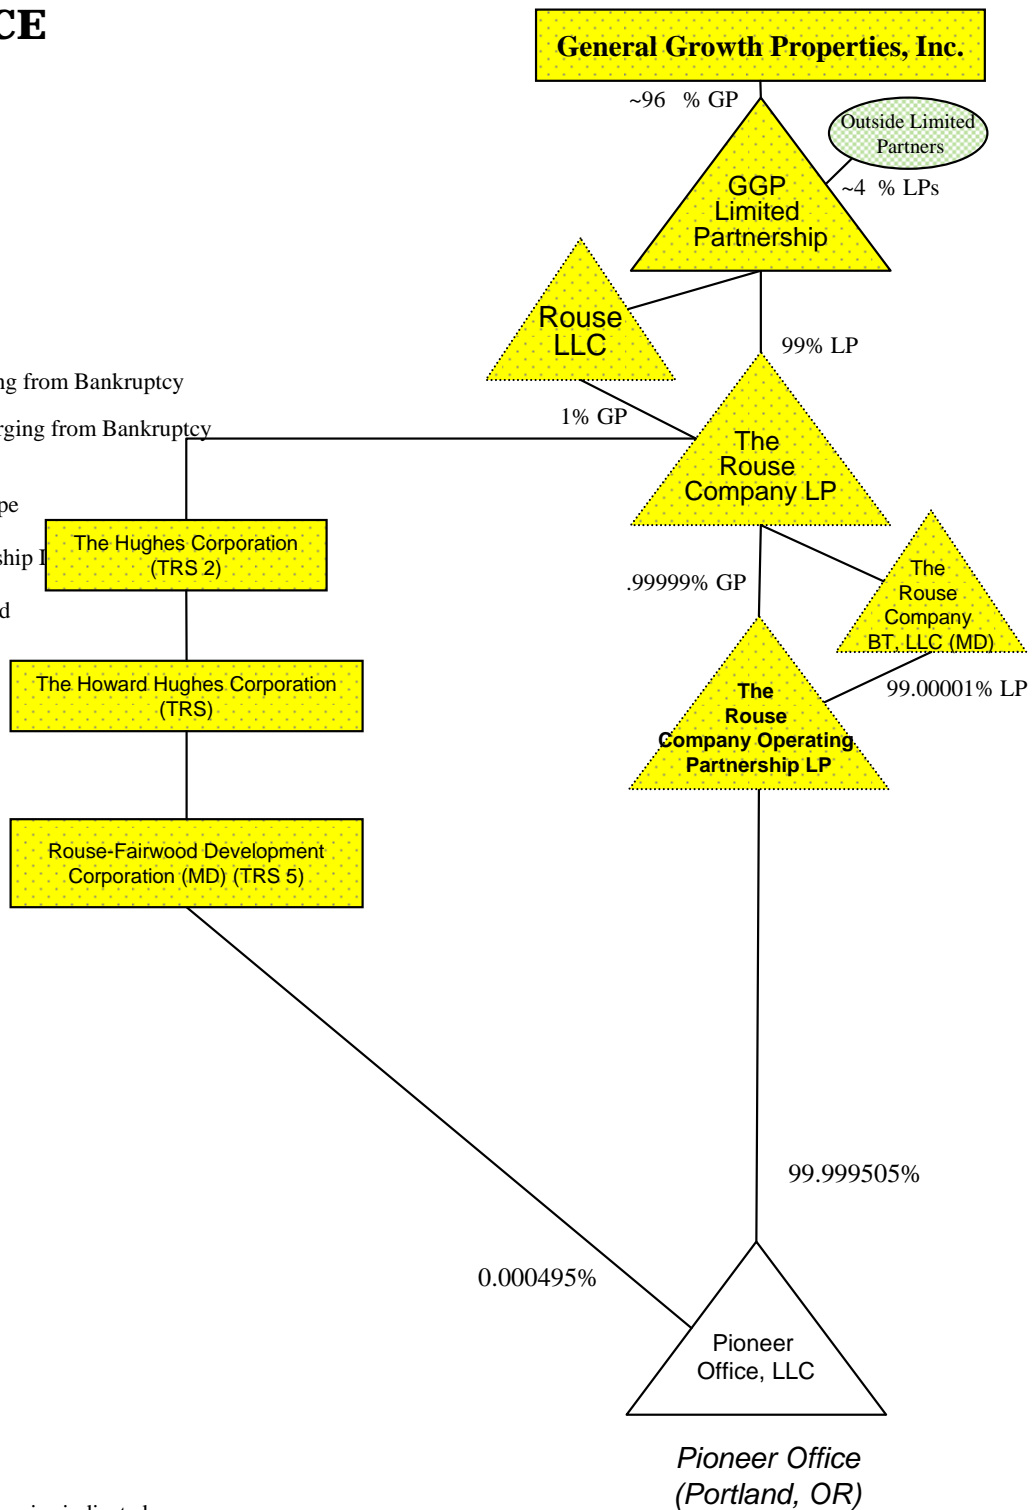 CE
General Growth Properties, Inc.
~96 % GP
Outside Limited
Partners
~4 % LPs
GGP
Limited
Partnership
Rouse
LLC
99% LP
ng from Bankruptcy
1% GP
rging from Bankruptcy
The
Rouse
Company LP
pe
The Hughes Corporation
(TRS 2)
ship
.99999% GP
The
Rouse
Company
BT, LLC (MD)
d
The Howard Hughes Corporation
(TRS)
99.00001% LP
The
Rouse
Company Operating
Partnership LP
Rouse-Fairwood Development
Corporation (MD) (TRS 5)
99.999505%
0.000495%
Pioneer
Office, LLC
Pioneer Office
(Portland, OR)